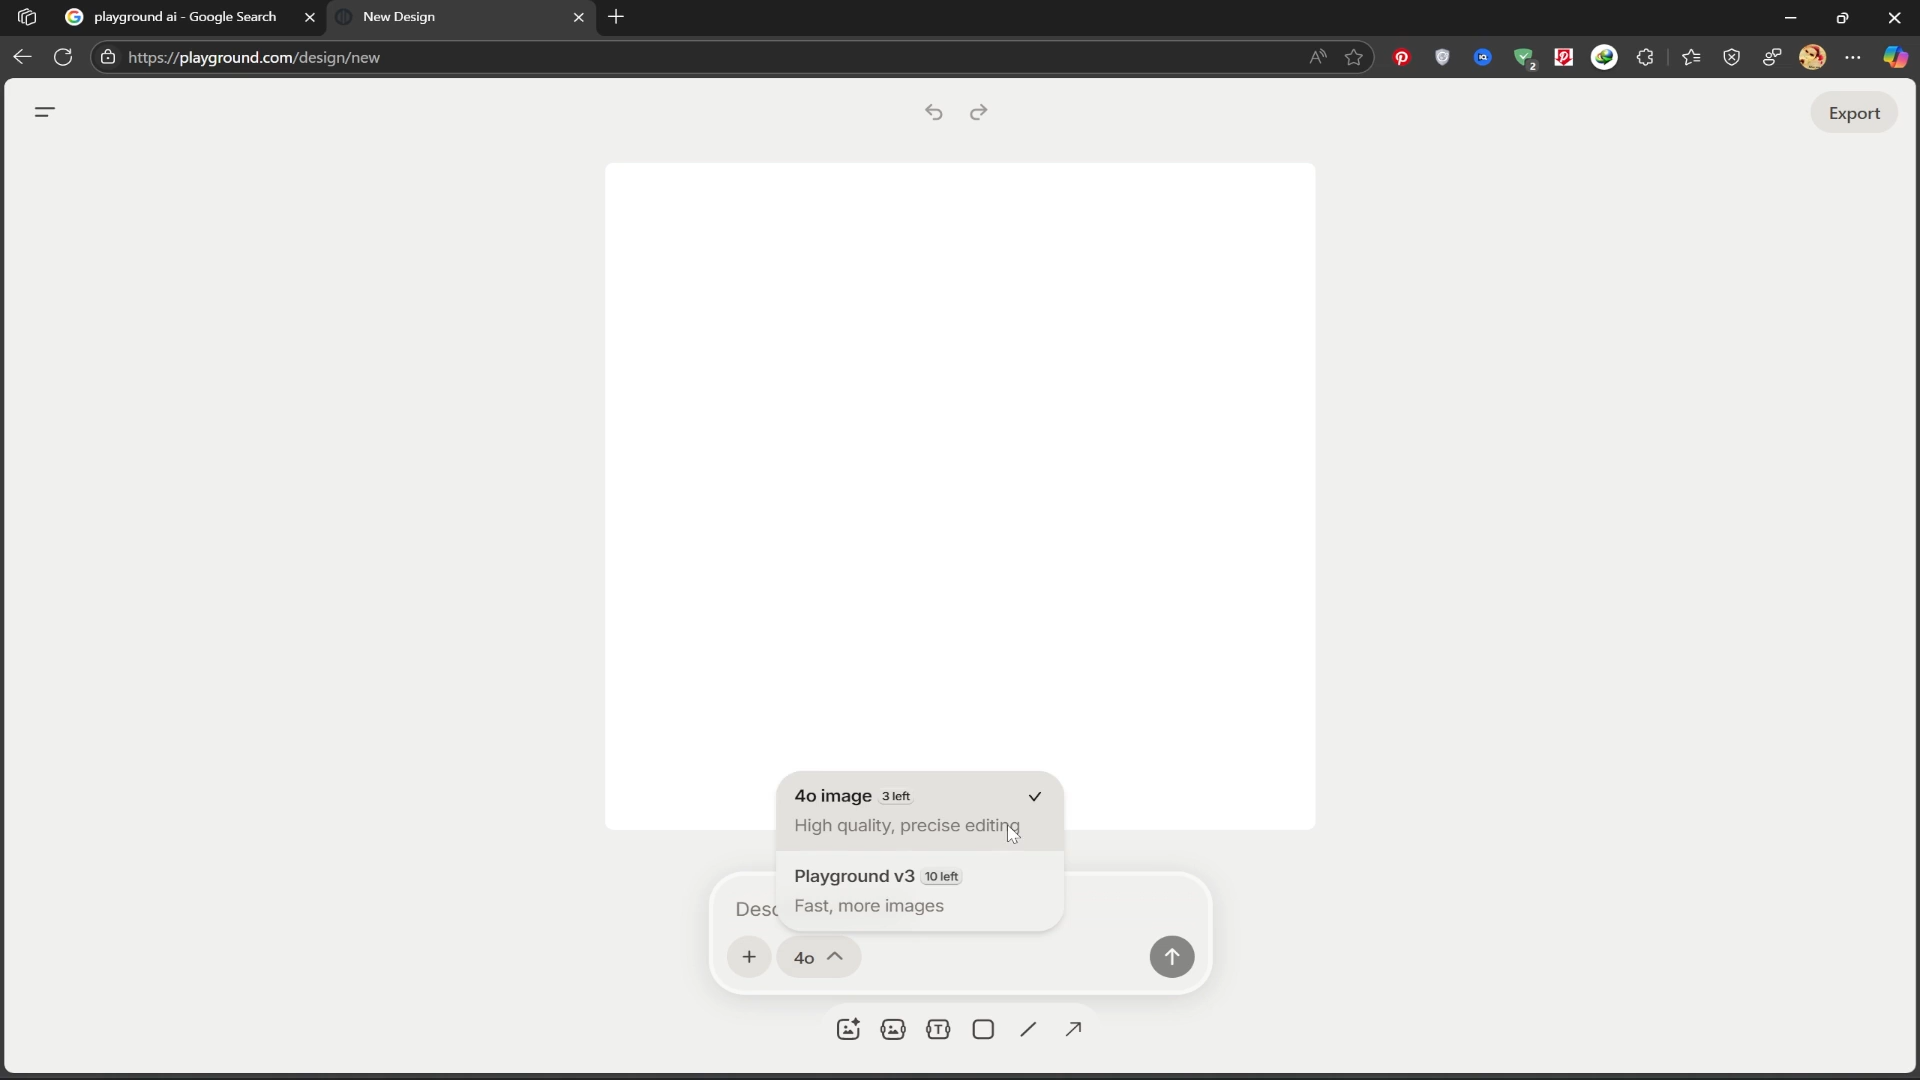 playground ai - Google Search
New Design
https://playground.com/design/new
2
Export
4o image 3 left
High quality, precise editing
Playground v3 10 left
Fast, more images
Desc
4o